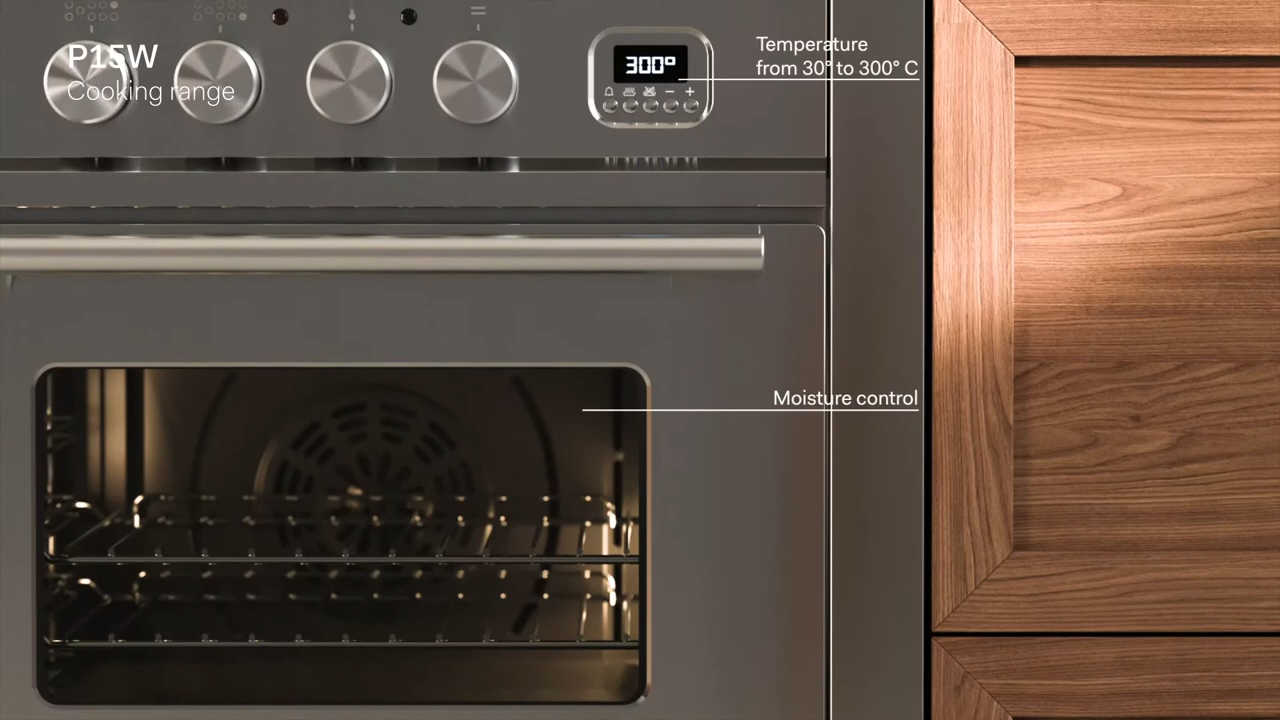 P15W
Cooking range
300°
Temperature
from 30° to 300° C
Moisture control